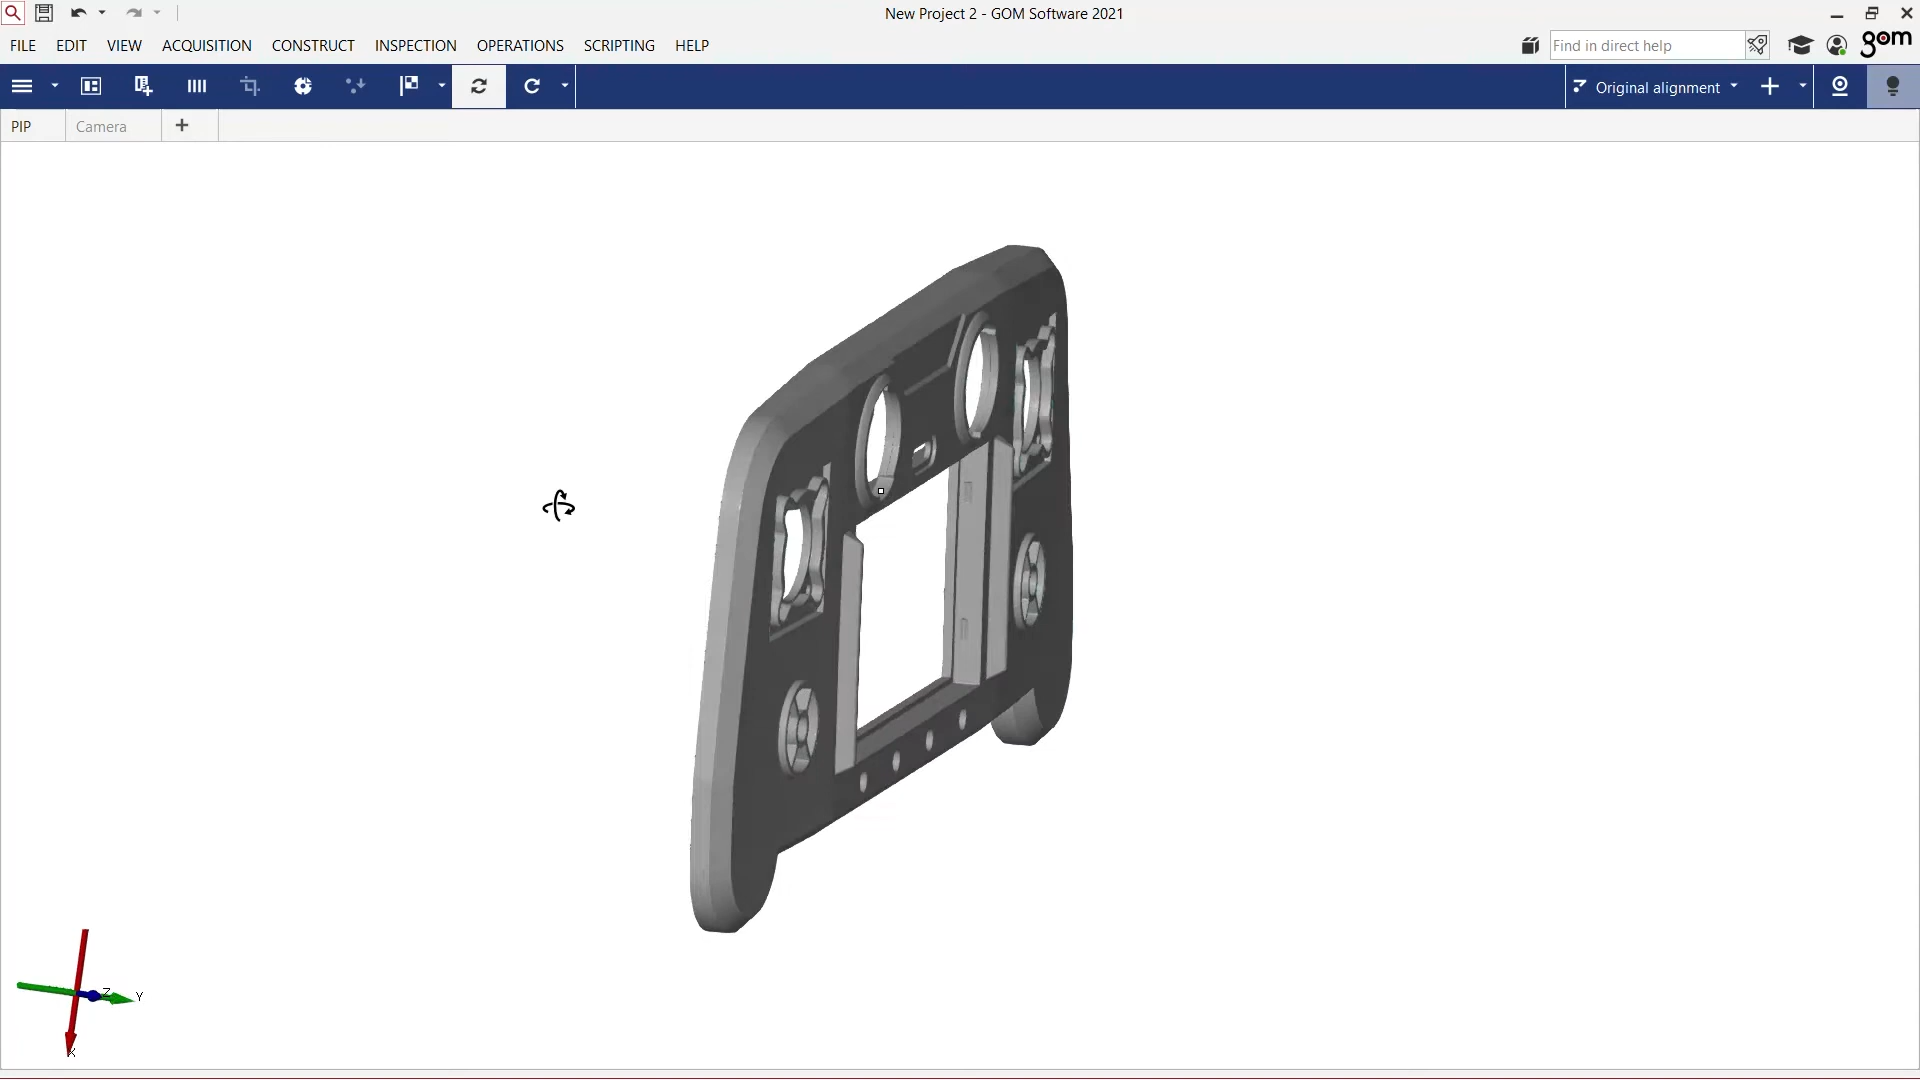 New Project 2 - GOM Software 2021
FILE EDIT VIEW ACQUISITION CONSTRUCT INSPECTION OPERATIONS SCRIPTING HELP
Find in direct help
gom
Original alignment
PIP Camera
Z Y
X